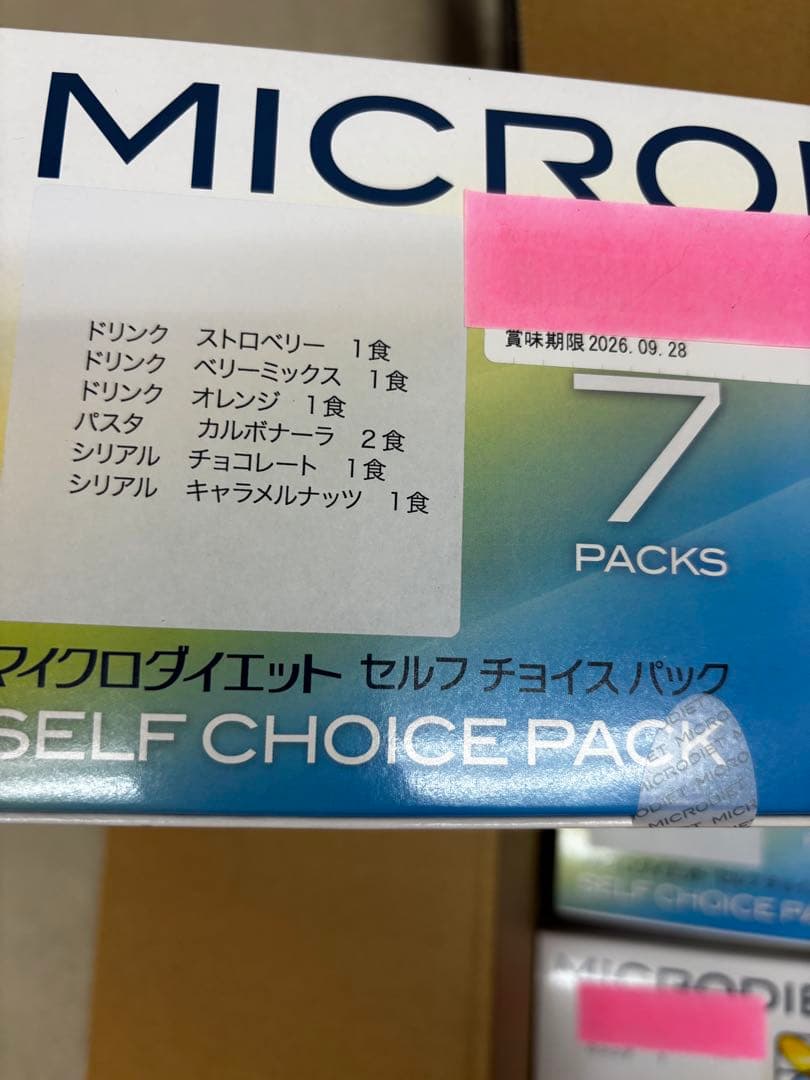 MICRO
ドリンク ストロベリー 1食
ドリンク ベリーミックス 1食
ドリンク オレンジ 1食
パスタ カルボナーラ 2食
シリアル チョコレート 1食
シリアル キャラメルナッツ 1食
賞味期限 2026.09.28
7
PACKS
マイクロダイエット セルフ チョイス パック
SELF CHOICE PACK
MICRODIET MICRO
MICRODIET
SELF CHOICE PA
MICRODIE